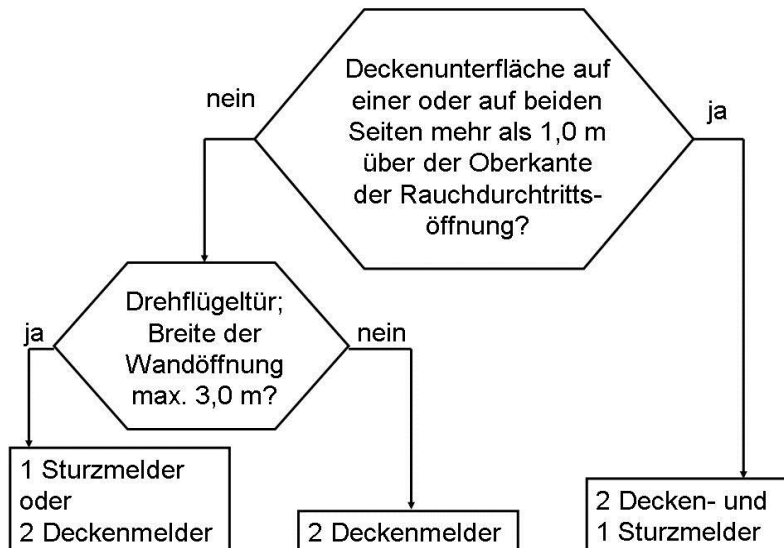 Deckenunterfläche auf
einer oder auf beiden
Seiten mehr als 1,0 m
über der Oberkante
der Rauchdurchtritts-
öffnung?
nein
ja
Drehflügeltür;
Breite der
Wandöffnung
max. 3,0 m?
ja
nein
1 Sturzmelder
oder
2 Deckenmelder
2 Deckenmelder
2 Decken- und
1 Sturzmelder